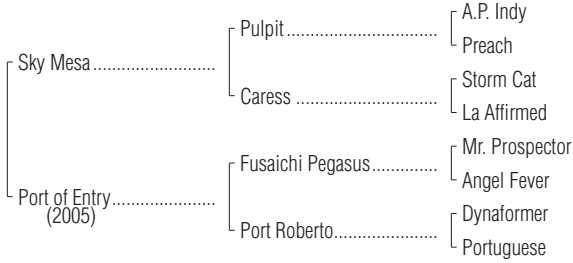 A.P. Indy
Pulpit
Preach
Sky Mesa
Storm Cat
Caress
La Affirmed
Mr. Prospector
Fusaichi Pegasus
Angel Fever
Port of Entry
(2005)
Dynaformer
Port Roberto
Portuguese